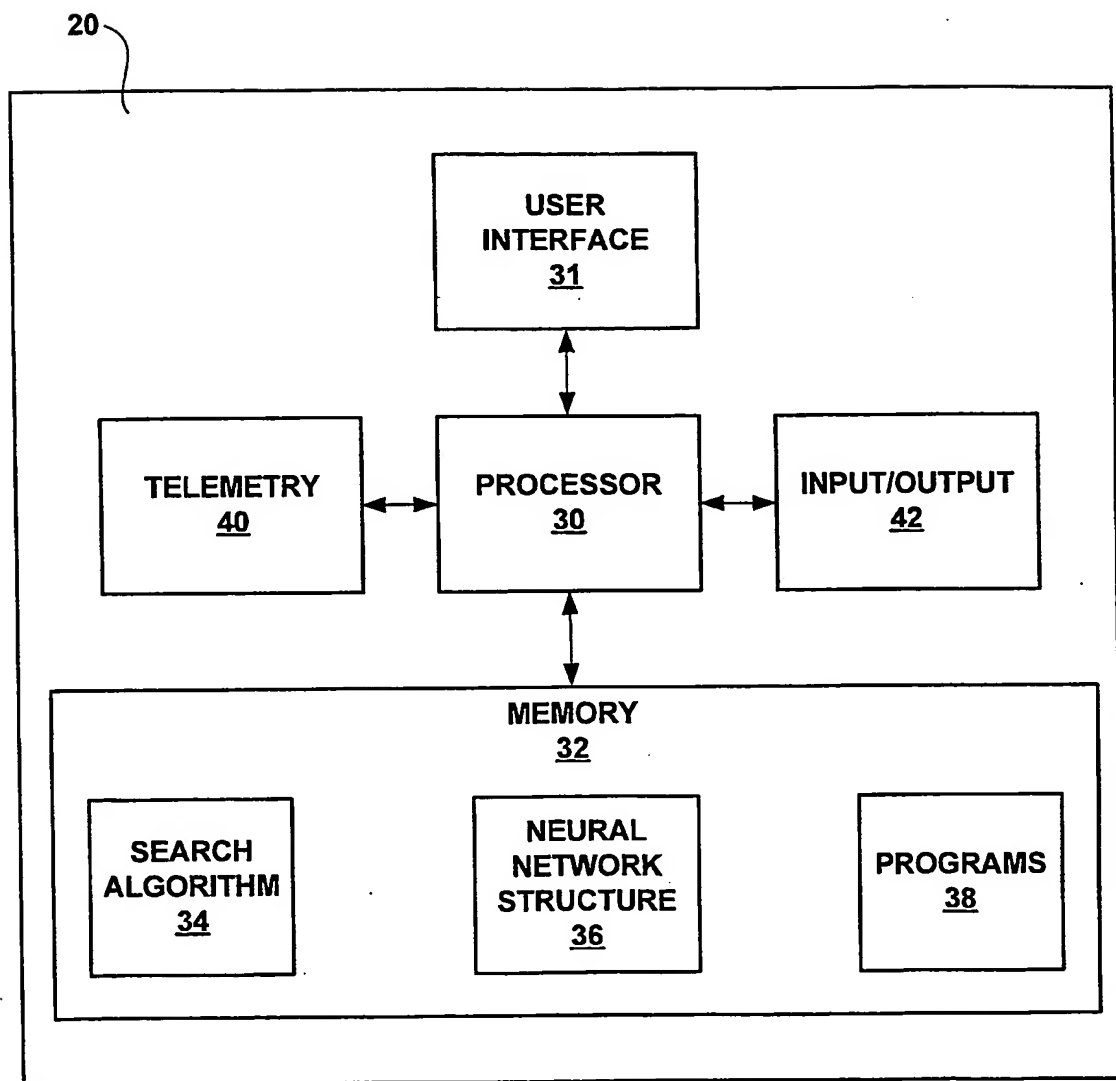 20
USER
INTERFACE
31
TELEMETRY
40
PROCESSOR
30
INPUT/OUTPUT
42
MEMORY
32
SEARCH
ALGORITHM
34
NEURAL
NETWORK
STRUCTURE
36
PROGRAMS
38